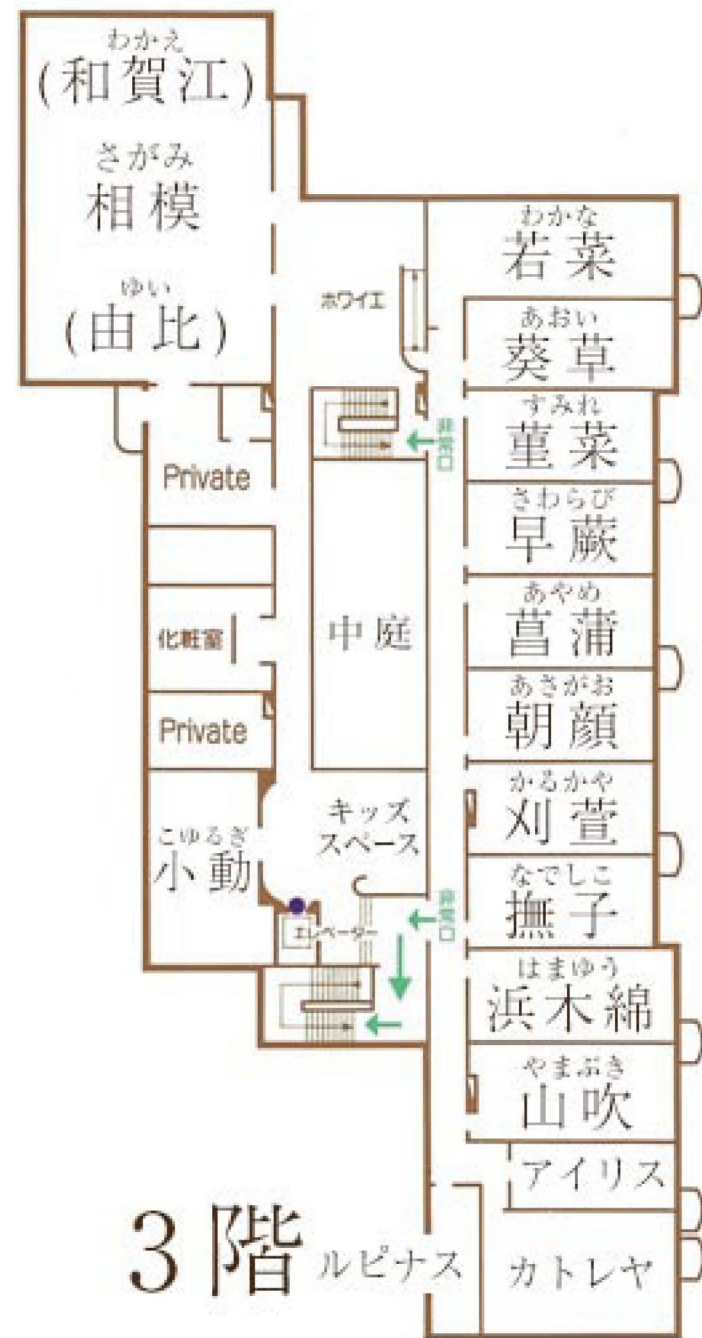 わかえ
(和賀江)
さがみ
相模
ゆい
(由比)
ホワイエ
わかな
若菜
あおい
葵草
すみれ
菫菜
さわらび
早蕨
あやめ
菖蒲
あさがお
朝顔
かるかや
刈萱
なでしこ
撫子
はまゆう
浜木綿
やまぶき
山吹
アイリス
カトレヤ
ルピナス
非常口
Private
中庭
化粧室
Private
キッズ
スペース
こゆるぎ
小動
エレベーター
非常口
3階